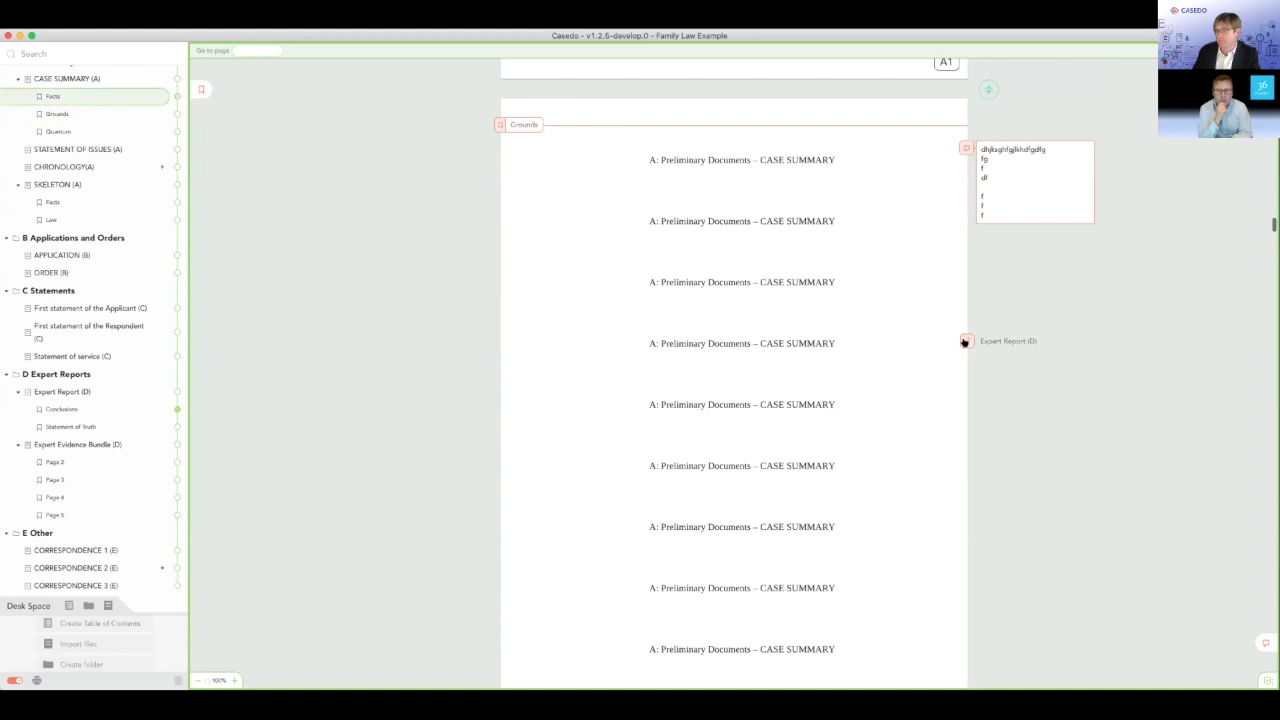 Casedo - v1.2.5-develop.0 - Family Law Example
CASEDO
36
Search
Go to page
CASE SUMMARY (A)
Facts
Grounds
Quantum
STATEMENT OF ISSUES (A)
CHRONOLOGY(A)
SKELETON (A)
Facts
Law
B Applications and Orders
APPLICATION (B)
ORDER (B)
C Statements
First statement of the Applicant (C)
First statement of the Respondent
(C)
Statement of service (C)
D Expert Reports
Expert Report (D)
Conclusions
Statement of Truth
Expert Evidence Bundle (D)
Page 2
Page 3
Page 4
Page 5
E Other
CORRESPONDENCE 1 (E)
CORRESPONDENCE 2 (E)
CORRESPONDENCE 3 (E)
Desk Space
Create Table of Contents
Import files
Create folder
A1
Grounds
A: Preliminary Documents – CASE SUMMARY
A: Preliminary Documents – CASE SUMMARY
A: Preliminary Documents – CASE SUMMARY
A: Preliminary Documents – CASE SUMMARY
A: Preliminary Documents – CASE SUMMARY
A: Preliminary Documents – CASE SUMMARY
A: Preliminary Documents – CASE SUMMARY
A: Preliminary Documents – CASE SUMMARY
A: Preliminary Documents – CASE SUMMARY
dhjksghfgjlkhdfgdfg
fg
f
df
f
f
f
Expert Report (D)
100%